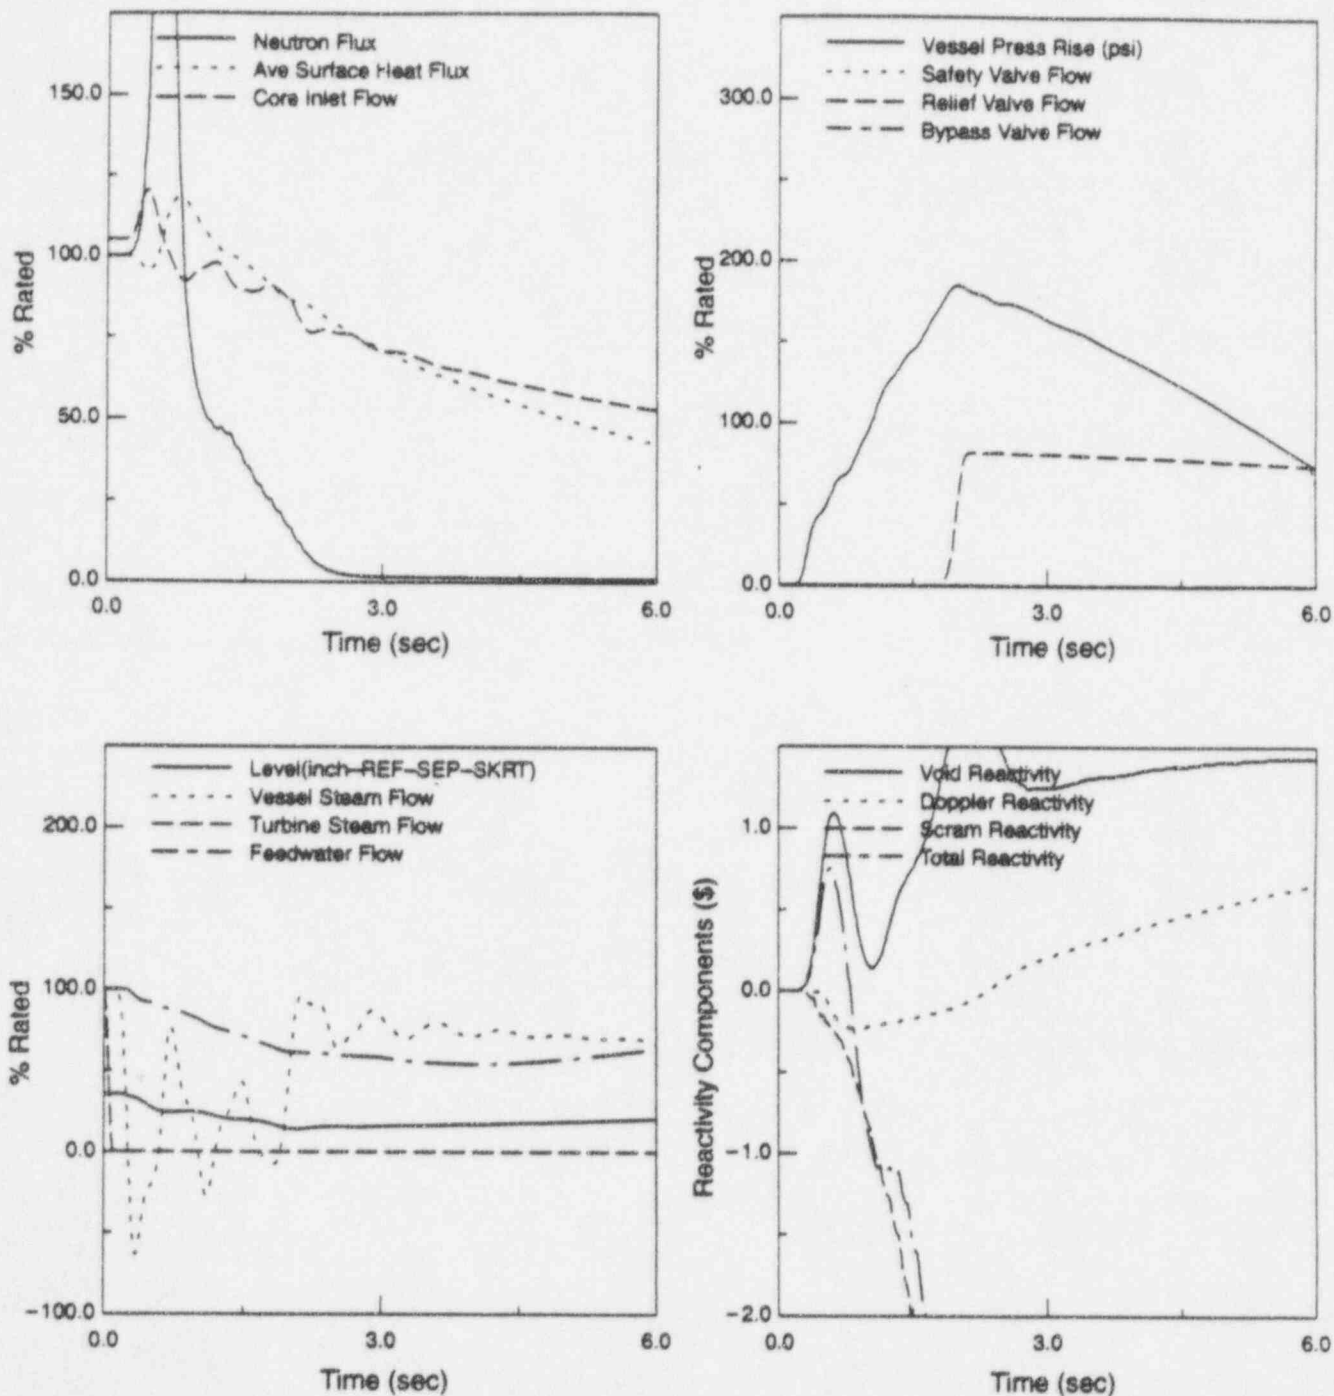 Neutron Flux
Ave Surface Heat Flux
Core Inlet Flow
150.0
100.0
50.0
0.0
% Rated
0.0
3.0
6.0
Time (sec)
Vessel Press Rise (psi)
Safety Valve Flow
Relief Valve Flow
Bypass Valve Flow
300.0
200.0
100.0
0.0
% Rated
0.0
3.0
6.0
Time (sec)
Level(inch-REF-SEP-SKRT)
Vessel Steam Flow
Turbine Steam Flow
Feedwater Flow
200.0
100.0
0.0
-100.0
% Rated
0.0
3.0
6.0
Time (sec)
Void Reactivity
Doppler Reactivity
Scram Reactivity
Total Reactivity
1.0
0.0
-1.0
-2.0
Reactivity Components ($)
0.0
3.0
6.0
Time (sec)